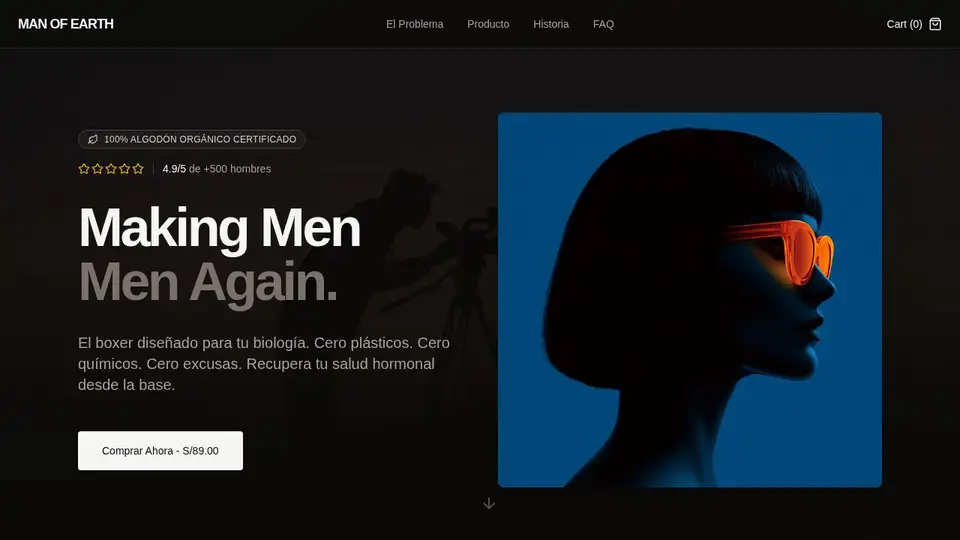 MAN OF EARTH
El Problema
Producto
Historia
FAQ
Cart (0)
100% ALGODÓN ORGÁNICO CERTIFICADO
4.9/5 de +500 hombres
Making Men
Men Again.
El boxer diseñado para tu biología. Cero plásticos. Cero
químicos. Cero excusas. Recupera tu salud hormonal
desde la base.
Comprar Ahora - S/89.00